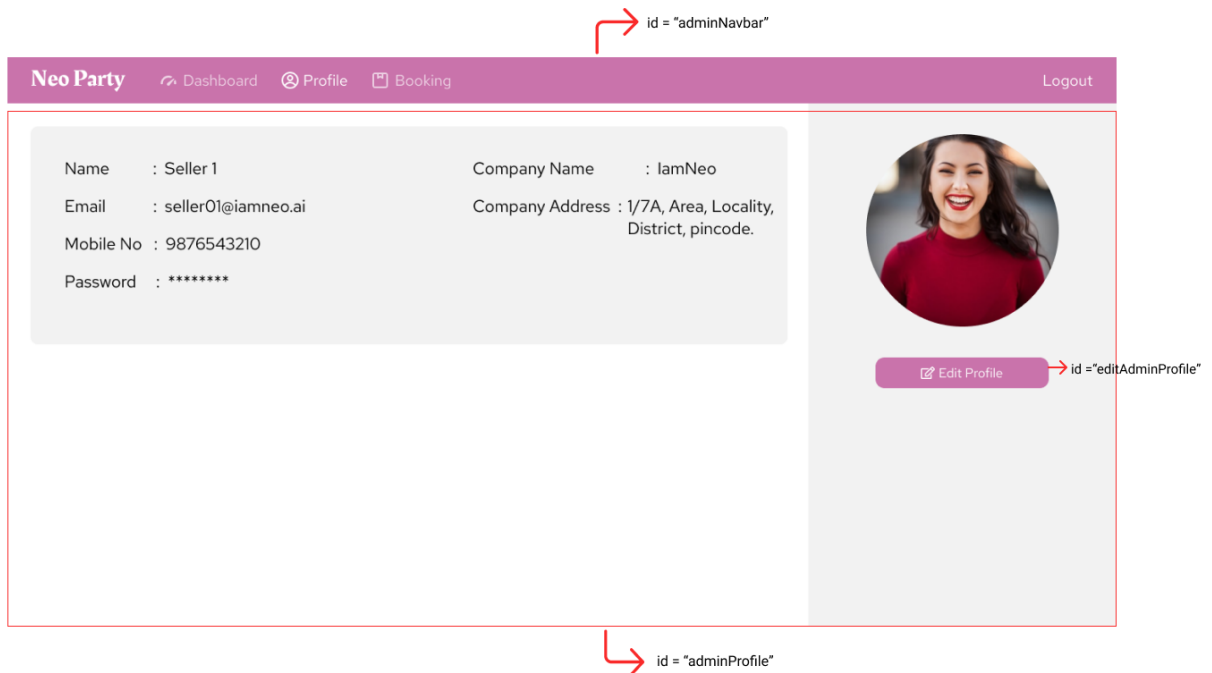 id = “adminNavbar”
Neo Party Dashboard Profile Booking Logout
Name : Seller 1
Email : seller01@iamneo.ai
Mobile No : 9876543210
Password : ********
Company Name : IamNeo
Company Address : 1/7A, Area, Locality,
District, pincode.
Edit Profile
id =“editAdminProfile”
id = “adminProfile”